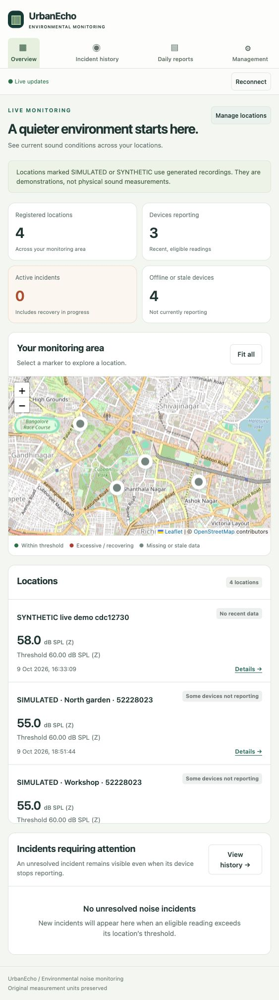 UrbanEcho
ENVIRONMENTAL MONITORING
Overview
Incident history
Daily reports
Management
Live updates
Reconnect
LIVE MONITORING
Manage locations
A quieter environment starts here.
See current sound conditions across your locations.
Locations marked SIMULATED or SYNTHETIC use generated recordings. They are
demonstrations, not physical sound measurements.
Registered locations
4
Across your monitoring area
Devices reporting
3
Recent, eligible readings
Active incidents
0
Includes recovery in progress
Offline or stale devices
4
Not currently reporting
Your monitoring area
Select a marker to explore a location.
Fit all
+
−
High Grounds
Shivajinagar
Bangalore
Race Course
Halasuru
lake
Gandhinagar
Cubbon
Park
Cubbon Road
Shanthala Nagar
Kempegowda Road
Cubbonpet Main Road
Avenue Road
Kasturba Road
Residency Road
Ashok Nagar
Richmond Road
Victoria Layout
Leaflet | © OpenStreetMap contributors
Within threshold
Excessive / recovering
Missing or stale data
Locations
4 locations
SYNTHETIC live demo cdc12730
No recent data
58.0 dB SPL (Z)
Threshold 60.00 dB SPL (Z)
9 Oct 2026, 16:33:09
Details →
SIMULATED · North garden · 52228023
Some devices not reporting
55.0 dB SPL (Z)
Threshold 60.00 dB SPL (Z)
9 Oct 2026, 18:51:44
Details →
SIMULATED · Workshop · 52228023
Some devices not reporting
55.0 dB SPL (Z)
Threshold 60.00 dB SPL (Z)
Incidents requiring attention
An unresolved incident remains visible even when its device
stops reporting.
View
history →
No unresolved noise incidents
New incidents will appear here when an eligible reading exceeds
its location's threshold.
UrbanEcho / Environmental noise monitoring
Original measurement units preserved